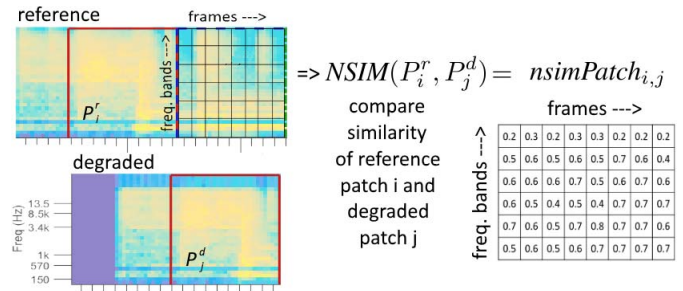 reference
frames --->
freq. bands --->
P_i^r
=> NSIM(P_i^r, P_j^d) = nsimPatch_{i,j}
degraded
Freq (Hz)
13.5
8.5k
3.4k
1k
570
150
P_j^d
compare
similarity
of reference
patch i and
degraded
patch j
frames --->
freq. bands --->
0.2 0.3 0.2 0.3 0.2 0.2 0.2
0.5 0.6 0.5 0.6 0.5 0.7 0.6 0.4
0.6 0.6 0.6 0.7 0.5 0.6 0.7 0.6
0.6 0.5 0.4 0.5 0.4 0.7 0.7 0.7
0.7 0.6 0.5 0.7 0.8 0.7 0.7 0.6
0.5 0.6 0.5 0.7 0.6 0.7 0.7 0.6